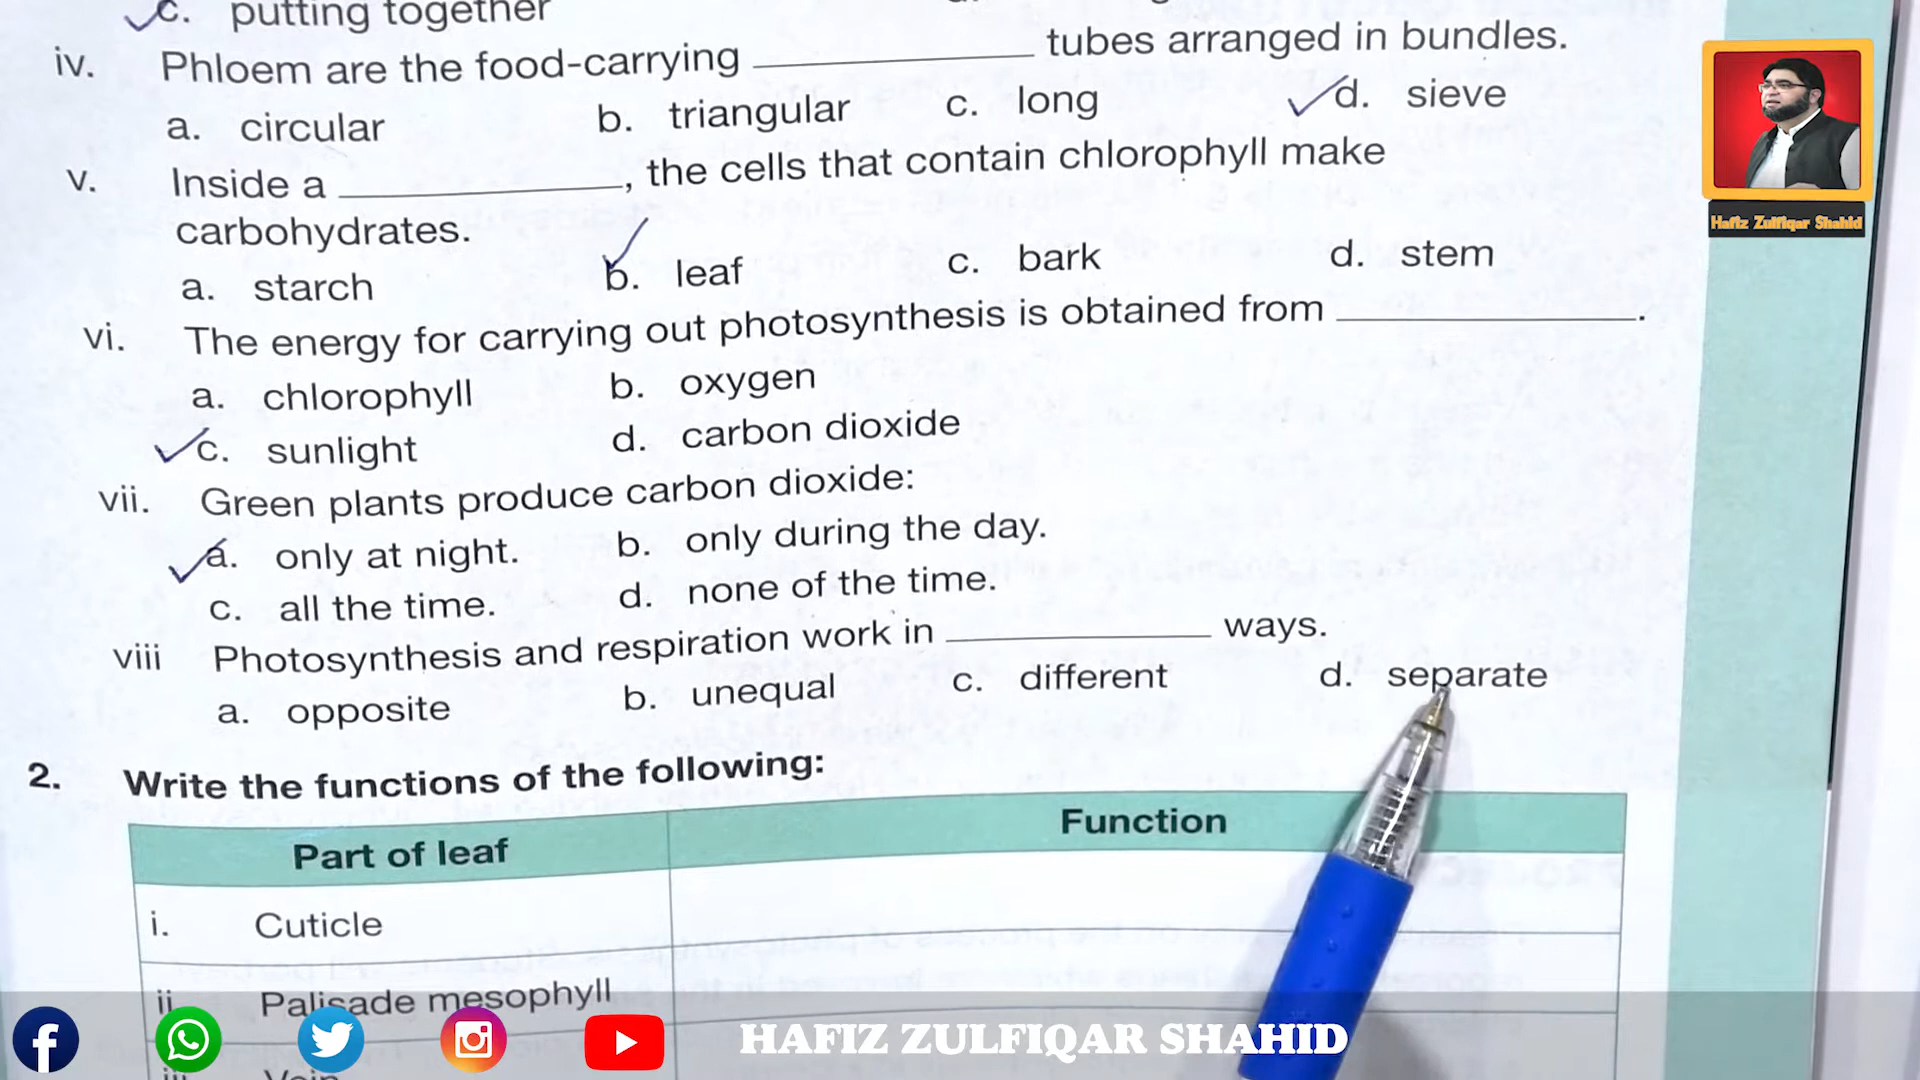 c. putting together
iv. Phloem are the food-carrying ____________ tubes arranged in bundles.
a. circular b. triangular c. long d. sieve
v. Inside a ____________, the cells that contain chlorophyll make
carbohydrates.
a. starch b. leaf c. bark d. stem
vi. The energy for carrying out photosynthesis is obtained from ____________.
a. chlorophyll b. oxygen
c. sunlight d. carbon dioxide
vii. Green plants produce carbon dioxide:
a. only at night. b. only during the day.
c. all the time. d. none of the time.
viii Photosynthesis and respiration work in ____________ ways.
a. opposite b. unequal c. different d. separate
2. Write the functions of the following:
Part of leaf Function
i. Cuticle
ii Palisade mesophyll
Hafiz Zulfiqar Shahid
HAFIZ ZULFIQAR SHAHID